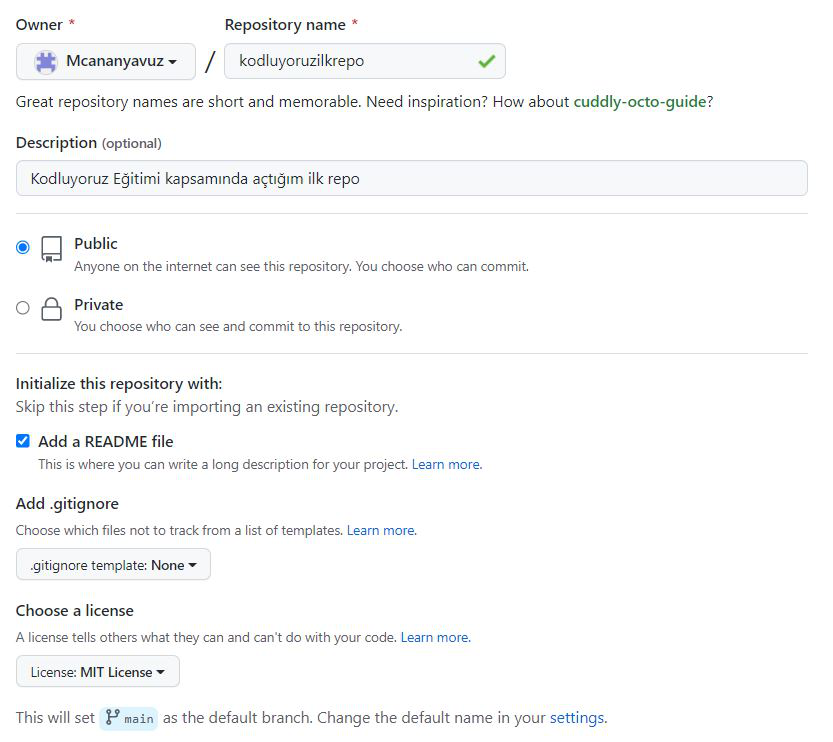 Owner * Repository name *
Mcananyavuz / kodluyoruzilkrepo
Great repository names are short and memorable. Need inspiration? How about cuddly-octo-guide?
Description (optional)
Kodluyoruz Eğitimi kapsamında açtığım ilk repo
Public
Anyone on the internet can see this repository. You choose who can commit.
Private
You choose who can see and commit to this repository.
Initialize this repository with:
Skip this step if you’re importing an existing repository.
Add a README file
This is where you can write a long description for your project. Learn more.
Add .gitignore
Choose which files not to track from a list of templates. Learn more.
.gitignore template: None
Choose a license
A license tells others what they can and can't do with your code. Learn more.
License: MIT License
This will set main as the default branch. Change the default name in your settings.